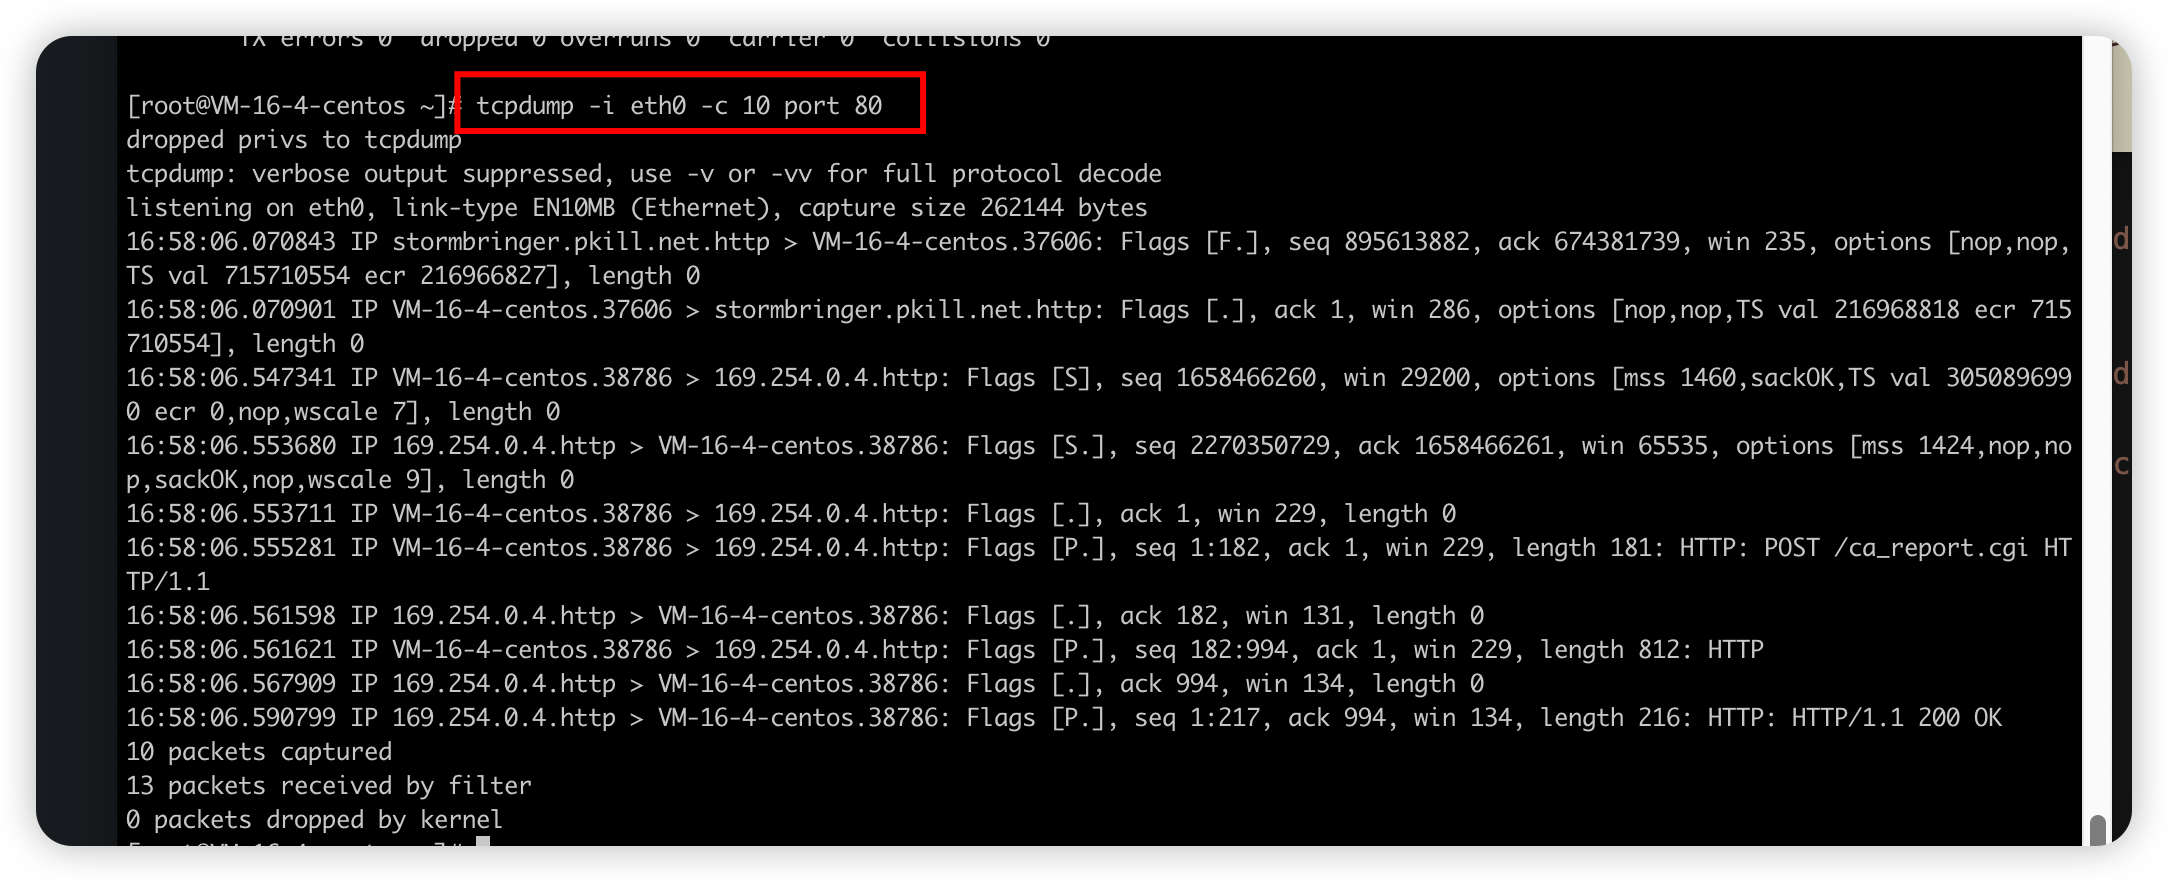 TX errors 0  dropped 0 overruns 0  carrier 0  collisions 0
[root@VM-16-4-centos ~]# tcpdump -i eth0 -c 10 port 80
dropped privs to tcpdump
tcpdump: verbose output suppressed, use -v or -vv for full protocol decode
listening on eth0, link-type EN10MB (Ethernet), capture size 262144 bytes
16:58:06.070843 IP stormbringer.pkill.net.http > VM-16-4-centos.37606: Flags [F.], seq 895613882, ack 674381739, win 235, options [nop,nop,
TS val 715710554 ecr 216966827], length 0
16:58:06.070901 IP VM-16-4-centos.37606 > stormbringer.pkill.net.http: Flags [.], ack 1, win 286, options [nop,nop,TS val 216968818 ecr 715
710554], length 0
16:58:06.547341 IP VM-16-4-centos.38786 > 169.254.0.4.http: Flags [S], seq 1658466260, win 29200, options [mss 1460,sackOK,TS val 305089699
0 ecr 0,nop,wscale 7], length 0
16:58:06.553680 IP 169.254.0.4.http > VM-16-4-centos.38786: Flags [S.], seq 2270350729, ack 1658466261, win 65535, options [mss 1424,nop,no
p,sackOK,nop,wscale 9], length 0
16:58:06.553711 IP VM-16-4-centos.38786 > 169.254.0.4.http: Flags [.], ack 1, win 229, length 0
16:58:06.555281 IP VM-16-4-centos.38786 > 169.254.0.4.http: Flags [P.], seq 1:182, ack 1, win 229, length 181: HTTP: POST /ca_report.cgi HT
TP/1.1
16:58:06.561598 IP 169.254.0.4.http > VM-16-4-centos.38786: Flags [.], ack 182, win 131, length 0
16:58:06.561621 IP VM-16-4-centos.38786 > 169.254.0.4.http: Flags [P.], seq 182:994, ack 1, win 229, length 812: HTTP
16:58:06.567909 IP 169.254.0.4.http > VM-16-4-centos.38786: Flags [.], ack 994, win 134, length 0
16:58:06.590799 IP 169.254.0.4.http > VM-16-4-centos.38786: Flags [P.], seq 1:217, ack 994, win 134, length 216: HTTP: HTTP/1.1 200 OK
10 packets captured
13 packets received by filter
0 packets dropped by kernel